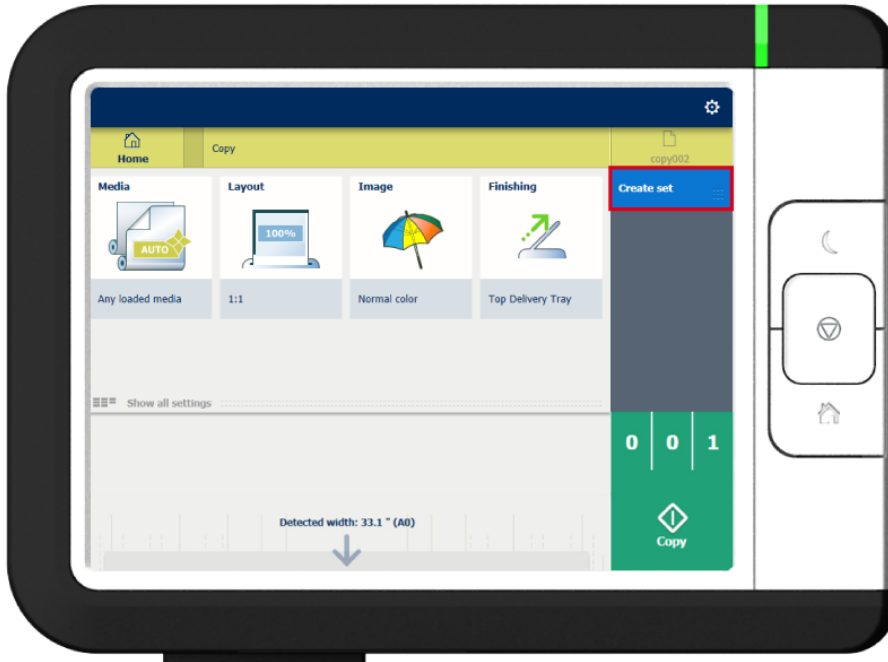 Home
Copy
copy002
Media
Layout
Image
Finishing
Create set
AUTO
100%
Any loaded media
1:1
Normal color
Top Delivery Tray
Show all settings
0 0 1
Detected width: 33.1 " (A0)
Copy